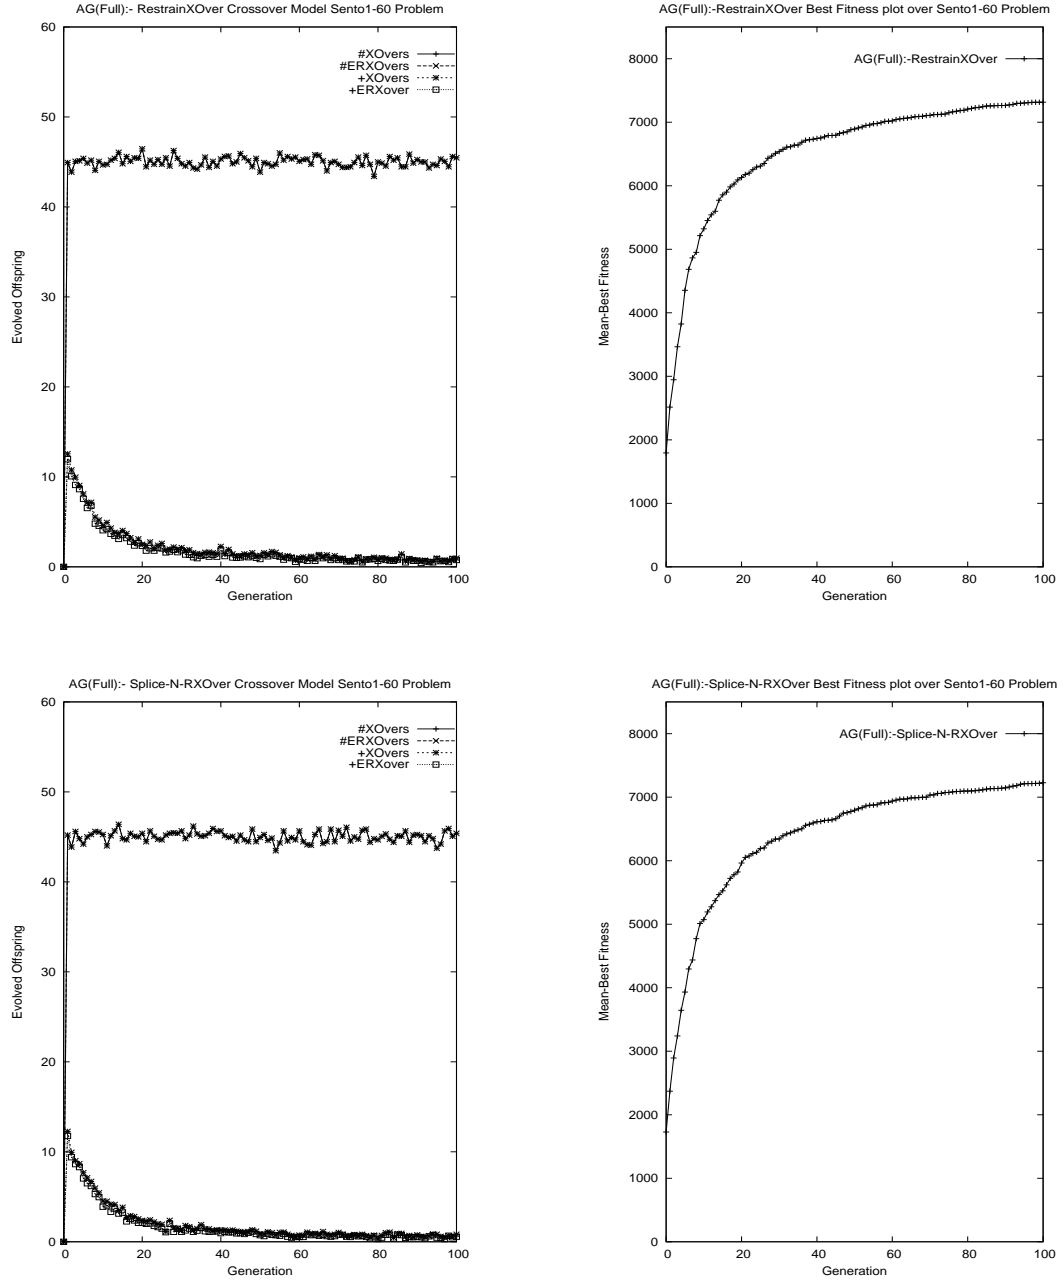 AG(Full):- RestrainXOver Crossover Model Sento1-60 Problem
60
50
40
30
20
10
0
Evolved Offspring
#XOvers
#ERXOvers
+XOvers
+ERXover
0
20
40
60
80
100
Generation
AG(Full):-RestrainXOver Best Fitness plot over Sento1-60 Problem
8000
7000
6000
5000
4000
3000
2000
1000
0
Mean-Best Fitness
AG(Full):-RestrainXOver
0
20
40
60
80
100
Generation
AG(Full):- Splice-N-RXOver Crossover Model Sento1-60 Problem
60
50
40
30
20
10
0
Evolved Offspring
#XOvers
#ERXOvers
+XOvers
+ERXover
0
20
40
60
80
100
Generation
AG(Full):-Splice-N-RXOver Best Fitness plot over Sento1-60 Problem
8000
7000
6000
5000
4000
3000
2000
1000
0
Mean-Best Fitness
AG(Full):-Splice-N-RXOver
0
20
40
60
80
100
Generation